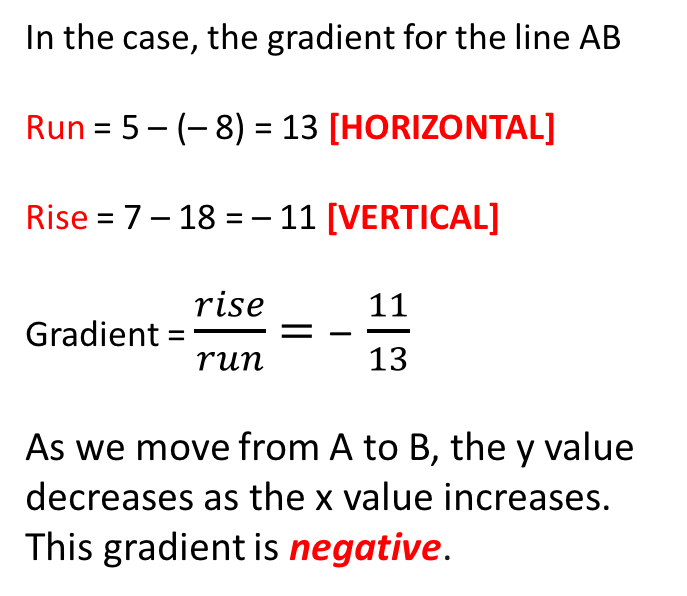 In the case, the gradient for the line AB
Run = 5 – (– 8) = 13 [HORIZONTAL]
Rise = 7 – 18 = – 11 [VERTICAL]
Gradient = rise/run = – 11/13
As we move from A to B, the y value
decreases as the x value increases.
This gradient is negative.